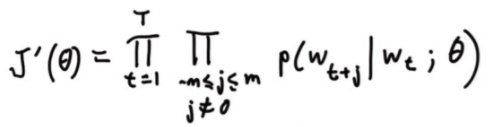 J'(θ) = ∏_{t=1}^{T} ∏_{-m≤j≤m, j≠0} p(w_{t+j} | w_t ; θ)